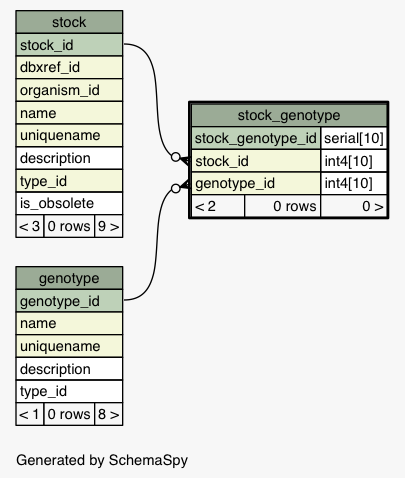 stock
stock_id
dbxref_id
organism_id
name
uniquename
description
type_id
is_obsolete
< 3 0 rows 9 >
stock_genotype
stock_genotype_id serial[10]
stock_id int4[10]
genotype_id int4[10]
< 2 0 rows 0 >
genotype
genotype_id
name
uniquename
description
type_id
< 1 0 rows 8 >
Generated by SchemaSpy